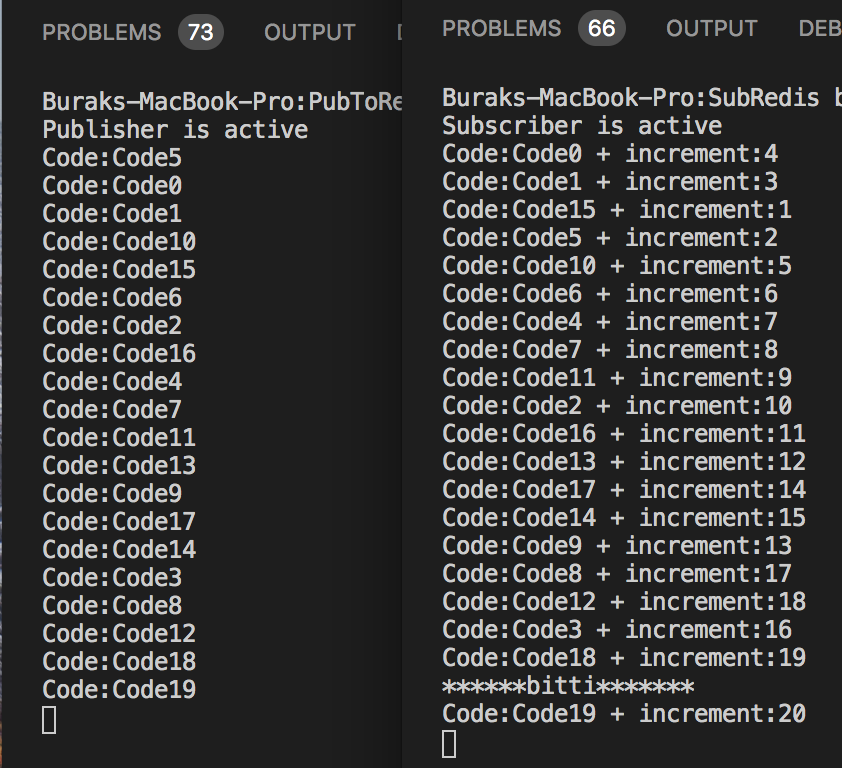 PROBLEMS 73 OUTPUT
Buraks-MacBook-Pro:PubToRe
Publisher is active
Code:Code5
Code:Code0
Code:Code1
Code:Code10
Code:Code15
Code:Code6
Code:Code2
Code:Code16
Code:Code4
Code:Code7
Code:Code11
Code:Code13
Code:Code9
Code:Code17
Code:Code14
Code:Code3
Code:Code8
Code:Code12
Code:Code18
Code:Code19
PROBLEMS 66 OUTPUT DEB
Buraks-MacBook-Pro:SubRedis b
Subscriber is active
Code:Code0 + increment:4
Code:Code1 + increment:3
Code:Code15 + increment:1
Code:Code5 + increment:2
Code:Code10 + increment:5
Code:Code6 + increment:6
Code:Code4 + increment:7
Code:Code7 + increment:8
Code:Code11 + increment:9
Code:Code2 + increment:10
Code:Code16 + increment:11
Code:Code13 + increment:12
Code:Code17 + increment:14
Code:Code14 + increment:15
Code:Code9 + increment:13
Code:Code8 + increment:17
Code:Code12 + increment:18
Code:Code3 + increment:16
Code:Code18 + increment:19
******bitti*******
Code:Code19 + increment:20